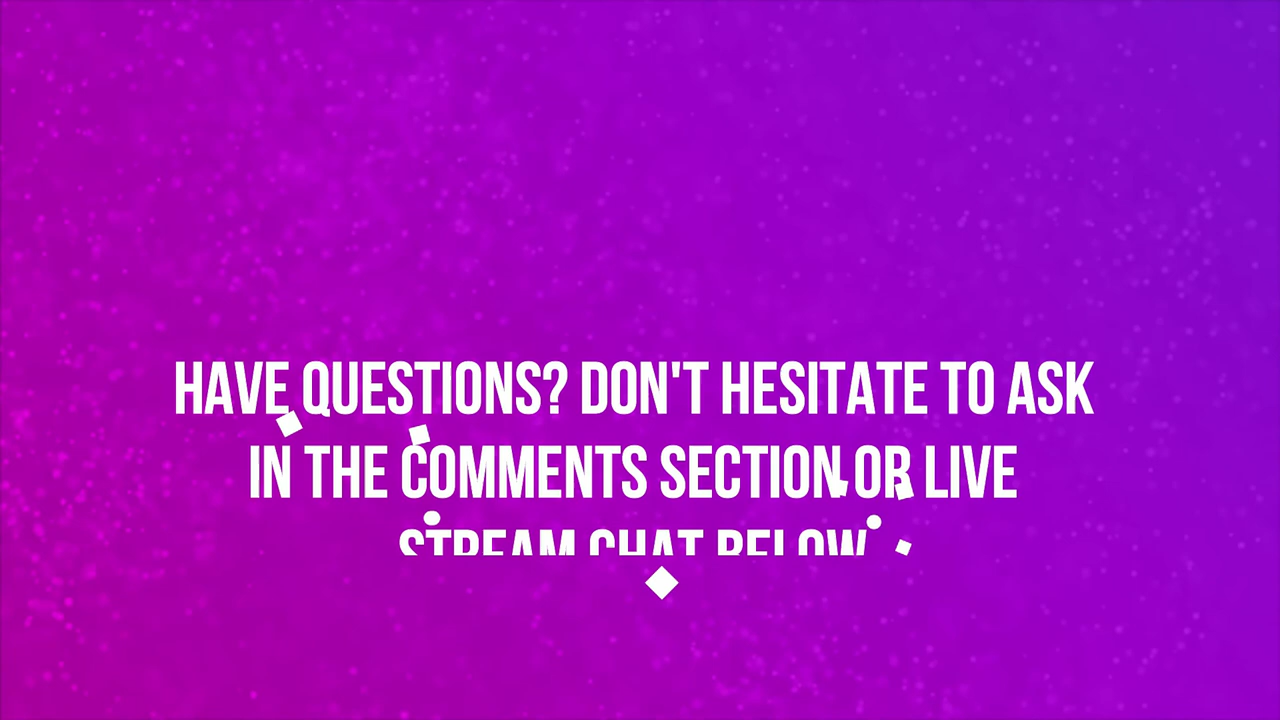 HAVE QUESTIONS? DON'T HESITATE TO ASK
IN THE COMMENTS SECTION OR LIVE
STREAM CHAT BELOW